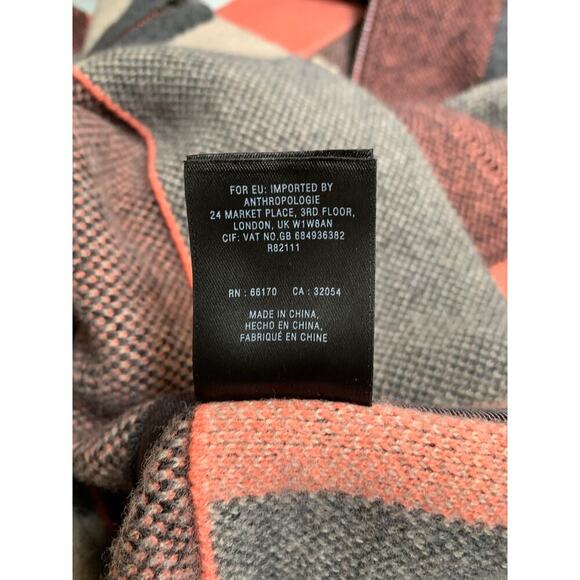 FOR EU: IMPORTED BY
ANTHROPOLOGIE
24 MARKET PLACE, 3RD FLOOR,
LONDON, UK W1W8AN
CIF: VAT NO.GB 684936382
R82111
RN : 66170 CA : 32054
MADE IN CHINA,
HECHO EN CHINA,
FABRIQUÉ EN CHINE